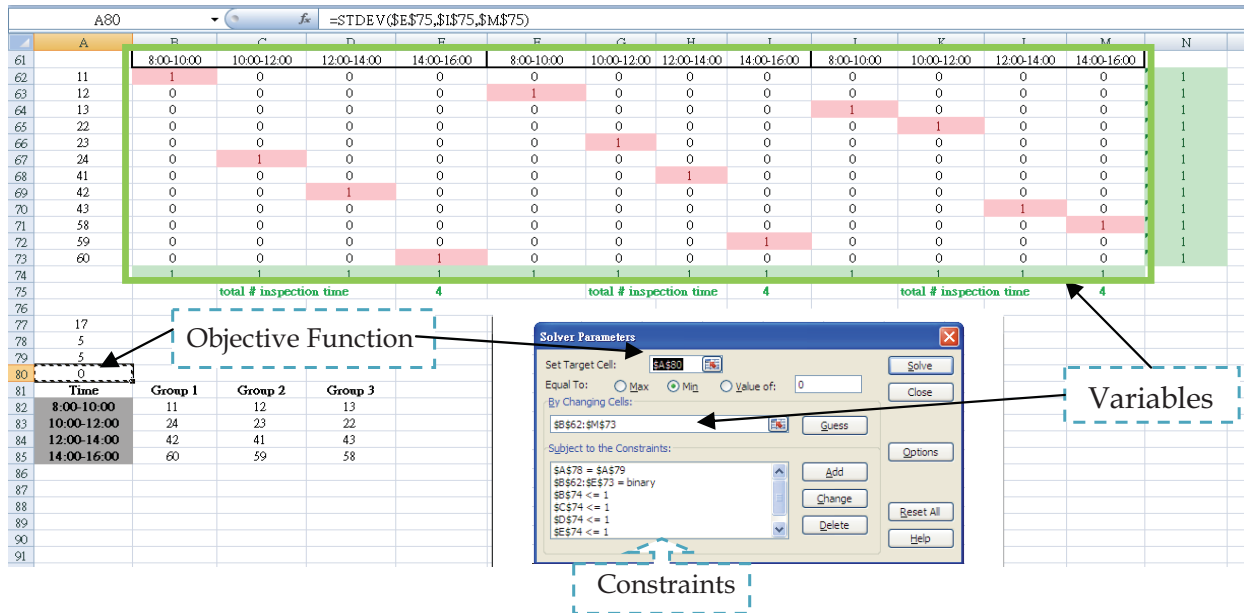 A80 fx =STDEV($E$75,$I$75,$M$75)
A B C D E F G H I J K L M N
61 8:00-10:00 10:00-12:00 12:00-14:00 14:00-16:00 8:00-10:00 10:00-12:00 12:00-14:00 14:00-16:00 8:00-10:00 10:00-12:00 12:00-14:00 14:00-16:00
62 11 1 0 0 0 0 0 0 0 0 0 0 0 1
63 12 0 0 0 0 1 0 0 0 0 0 0 0 1
64 13 0 0 0 0 0 0 0 0 1 0 0 0 1
65 22 0 0 0 0 0 0 0 0 0 1 0 0 1
66 23 0 0 0 0 0 1 0 0 0 0 0 0 1
67 24 0 1 0 0 0 0 0 0 0 0 0 0 1
68 41 0 0 0 0 0 0 1 0 0 0 0 0 1
69 42 0 0 1 0 0 0 0 0 0 0 0 0 1
70 43 0 0 0 0 0 0 0 0 0 0 1 0 1
71 58 0 0 0 0 0 0 0 0 0 0 0 1 1
72 59 0 0 0 0 0 0 0 1 0 0 0 0 1
73 60 0 0 0 1 0 0 0 0 0 0 0 0 1
74 1 1 1 1 1 1 1 1 1 1 1 1
75 total # inspection time 4 total # inspection time 4 total # inspection time 4
76
77 17
78 5
79 5
80 0
81 Time Group 1 Group 2 Group 3
82 8:00-10:00 11 12 13
83 10:00-12:00 24 23 22
84 12:00-14:00 42 41 43
85 14:00-16:00 60 59 58
86
87
88
89
90
91
Objective Function
Solver Parameters
Set Target Cell: $A$80 Solve
Equal To: Max Min Value of: 0 Close
By Changing Cells:
$B$62:$M$73 Guess
Subject to the Constraints: Options
$A$78 = $A$79 Add
$B$62:$E$73 = binary
$B$74 <= 1 Change
$C$74 <= 1 Reset All
$D$74 <= 1 Delete
$E$74 <= 1 Help
Variables
Constraints